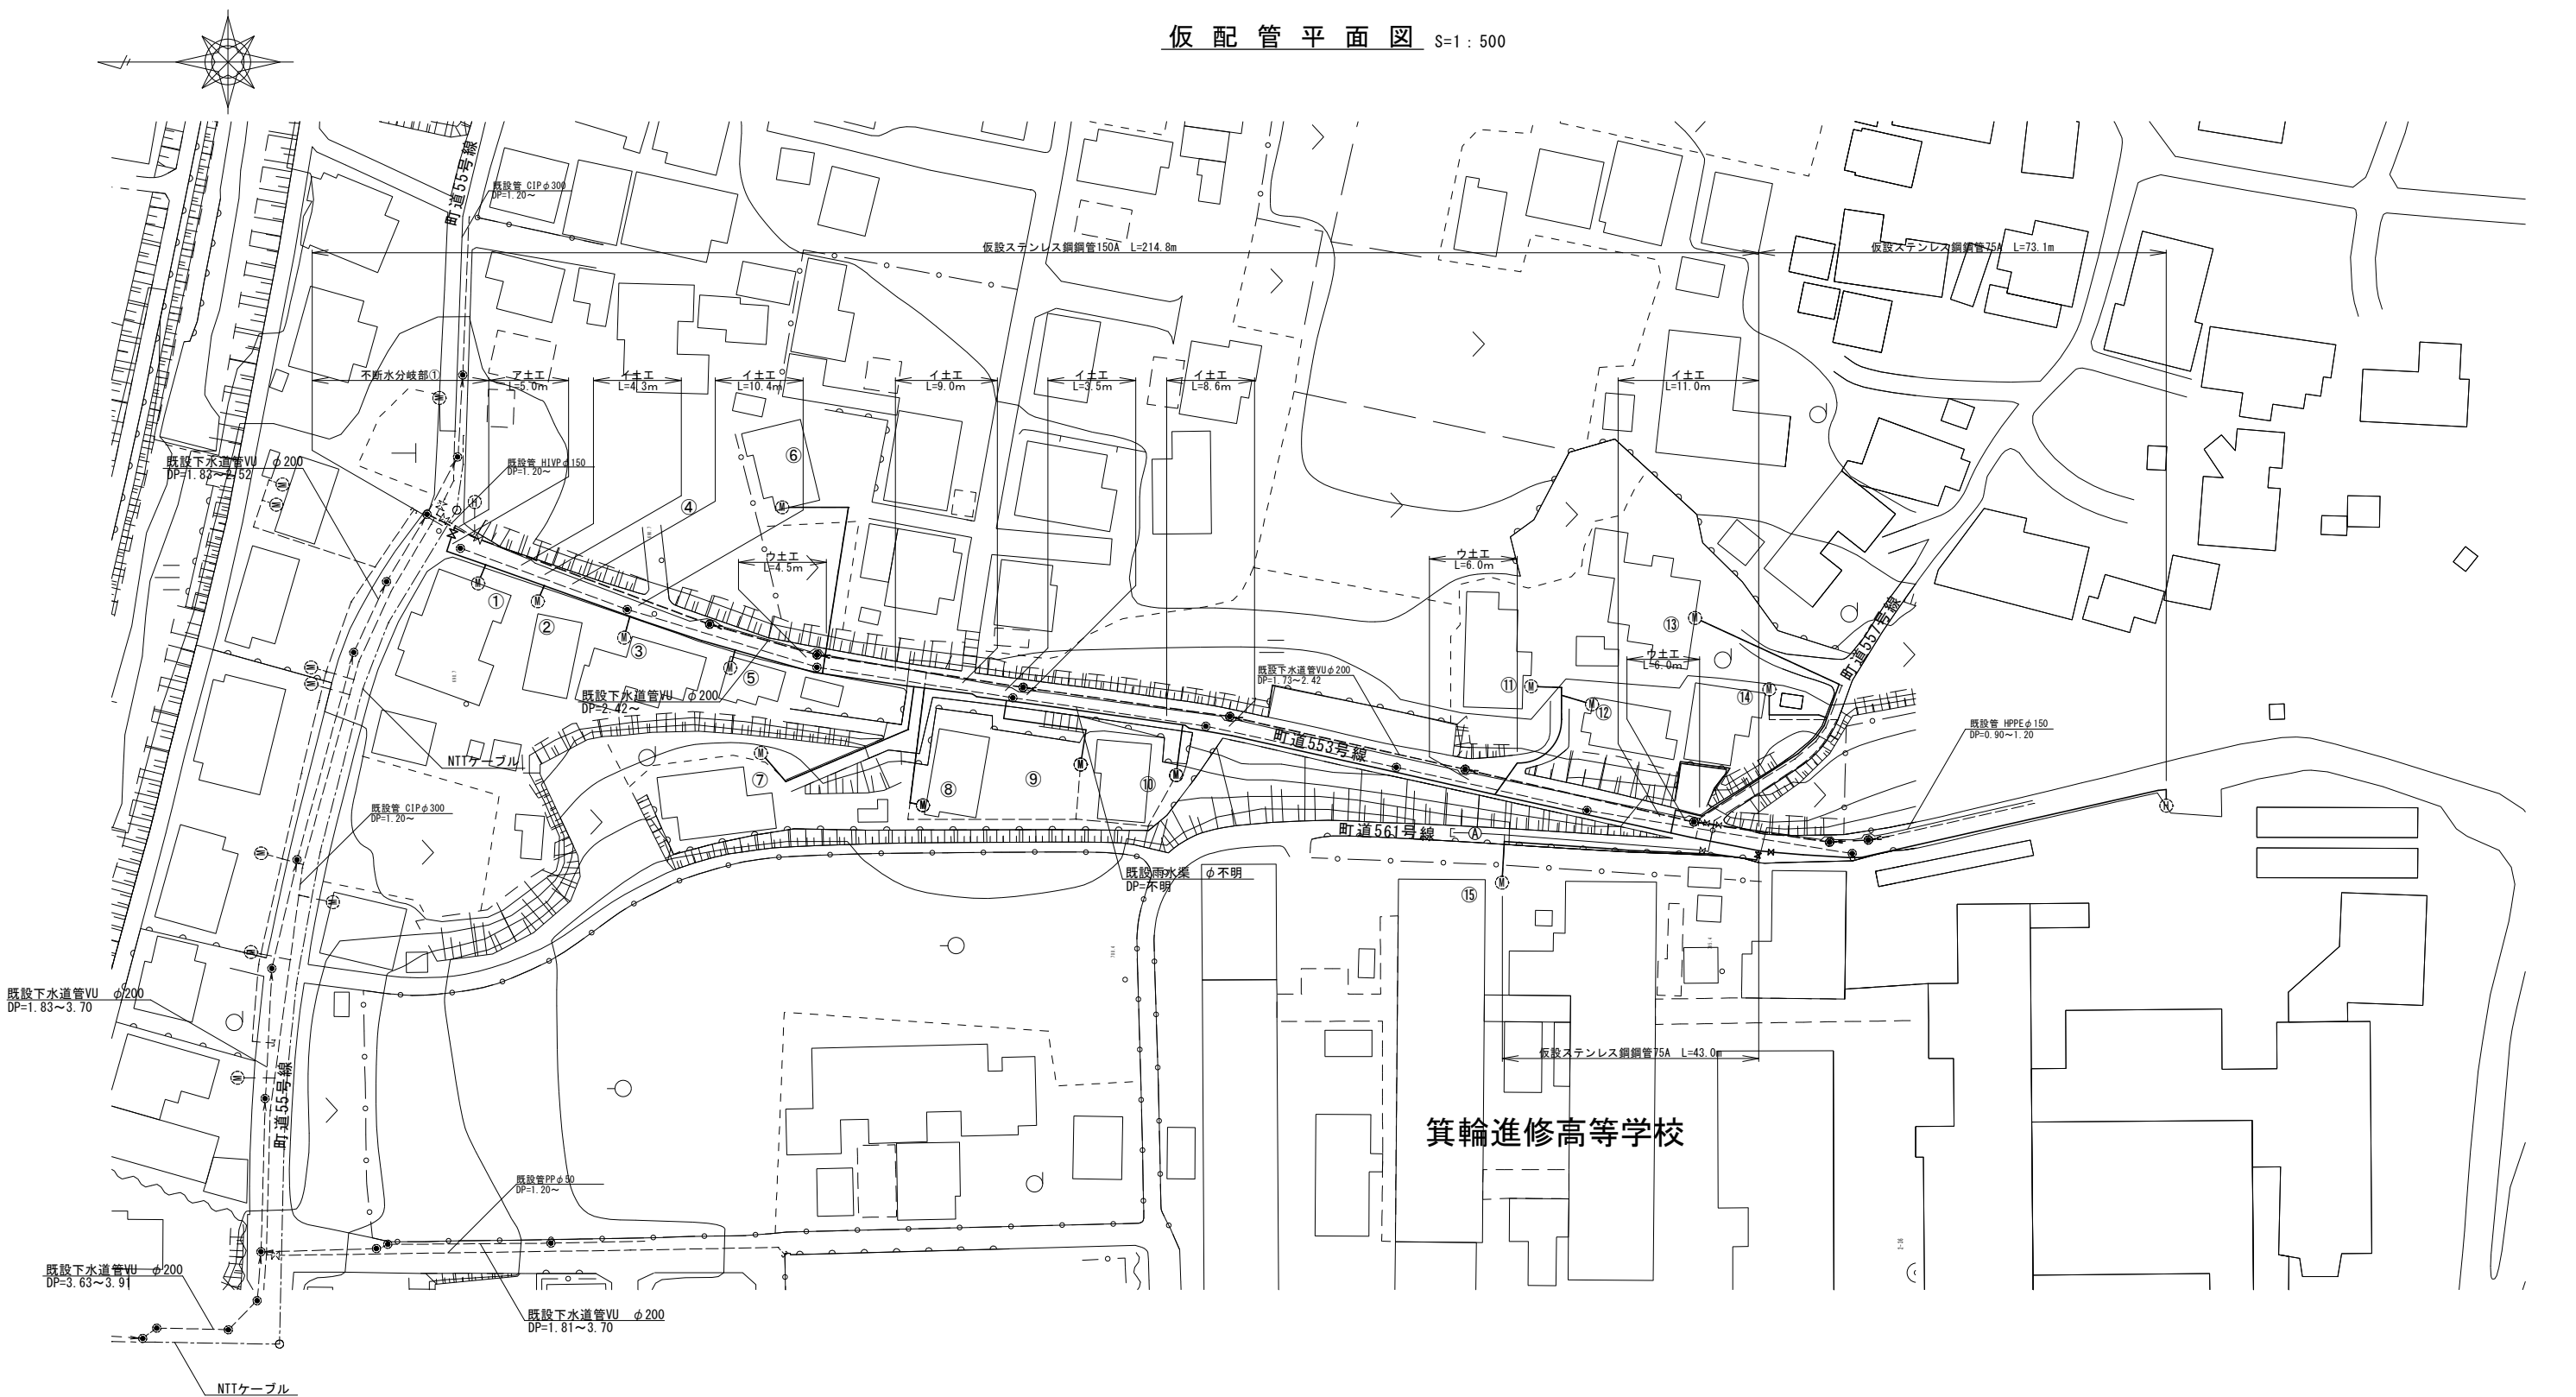 仮配管平面図 S=1：500
町道55号線
既設管 CIPφ300
DP=1.20～
仮設ステンレス鋼鋼管150A L=214.8m
仮設ステンレス鋼鋼管75A L=73.1m
不断水分岐部①
ア土工
L=5.0m
イ土工
L=4.3m
イ土工
L=10.4m
イ土工
L=9.0m
イ土工
L=3.5m
イ土工
L=8.6m
イ土工
L=11.0m
既設下水道管VU φ200
DP=1.83～2.52
既設管 HIVPφ150
DP=1.20～
⑥
④
H
ウ土工
L=4.5m
ウ土工
L=6.0m
①
②
③
⑤
⑬
町道557号線
ウ土工
L=6.0m
既設下水道管VUφ200
DP=1.73～2.42
⑪
⑫
⑭
既設下水道管VU φ200
DP=2.42～
町道553号線
既設管 HPPEφ150
DP=0.90～1.20
NTTケーブル
⑦
⑧
⑨
⑩
H
既設管 CIPφ300
DP=1.20～
町道561号線
A
既設雨水渠 φ不明
DP=不明
⑮
既設下水道管VU φ200
DP=1.83～3.70
町道55号線
仮設ステンレス鋼鋼管75A L=43.0m
箕輪進修高等学校
既設管PPφ50
DP=1.20～
既設下水道管VU φ200
DP=3.63～3.91
既設下水道管VU φ200
DP=1.81～3.70
NTTケーブル